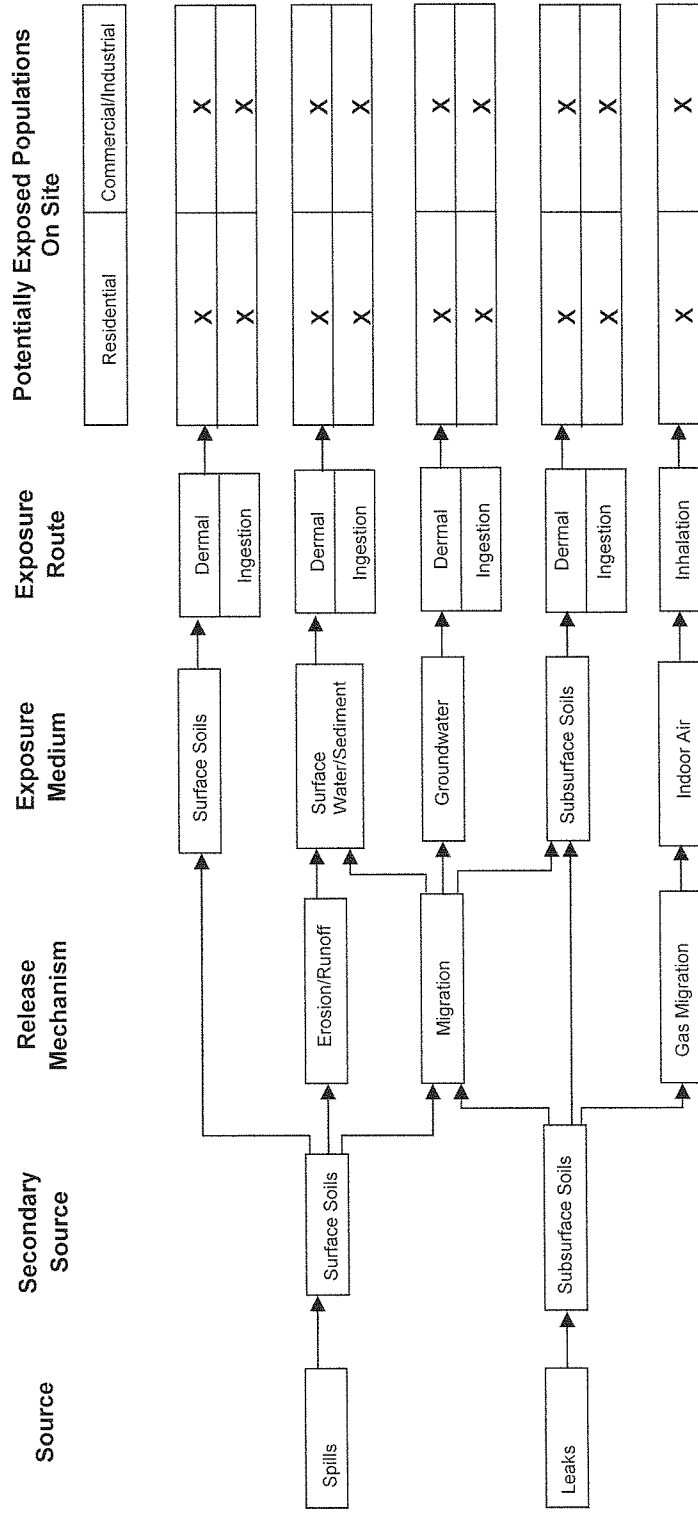 Source
Secondary
Source
Release
Mechanism
Exposure
Medium
Exposure
Route
Potentially Exposed Populations
On Site
Residential
Commercial/Industrial
Spills
Surface Soils
Surface Soils
Dermal
X
X
Ingestion
X
X
Erosion/Runoff
Surface
Water/Sediment
Dermal
X
X
Ingestion
X
X
Migration
Groundwater
Dermal
X
X
Ingestion
X
X
Leaks
Subsurface Soils
Subsurface Soils
Dermal
X
X
Ingestion
X
X
Gas Migration
Indoor Air
Inhalation
X
X